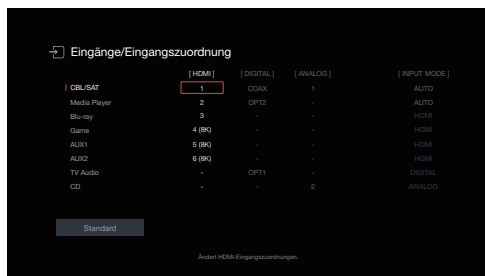 Eingänge/Eingangszuordnung
[ HDMI ] [ DIGITAL ] [ ANALOG ] [ INPUT MODE ]
CBL/SAT 1 COAX 1 AUTO
Media Player 2 OPT2 - AUTO
Blu-ray 3 - - HDMI
Game 4 (8K) - - HDMI
AUX1 5 (8K) - - HDMI
AUX2 6 (8K) - - HDMI
TV Audio - OPT1 - DIGITAL
CD - - 2 ANALOG
Standard
Ändert HDMI-Eingangszuordnungen.